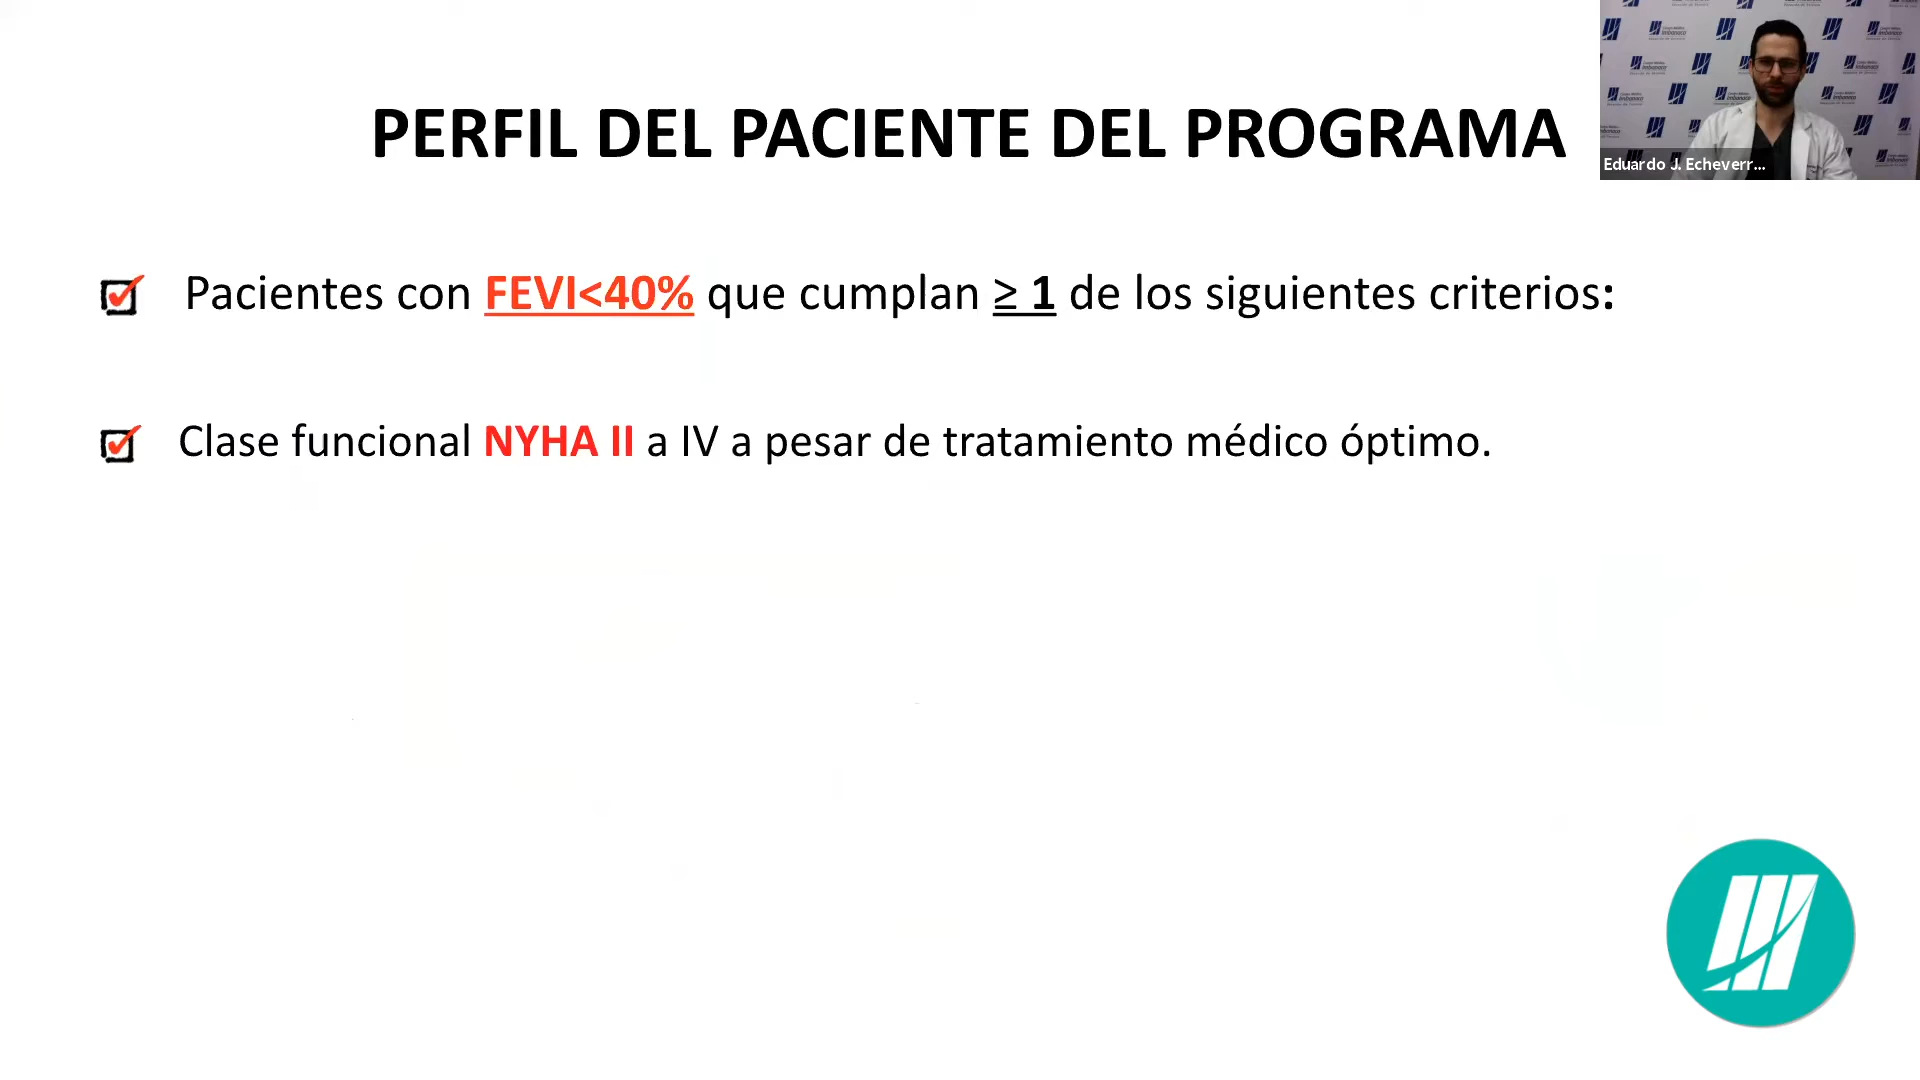 PERFIL DEL PACIENTE DEL PROGRAMA
Eduardo J. Echeverr...
Pacientes con FEVI<40% que cumplan ≥ 1 de los siguientes criterios:
Clase funcional NYHA II a IV a pesar de tratamiento médico óptimo.